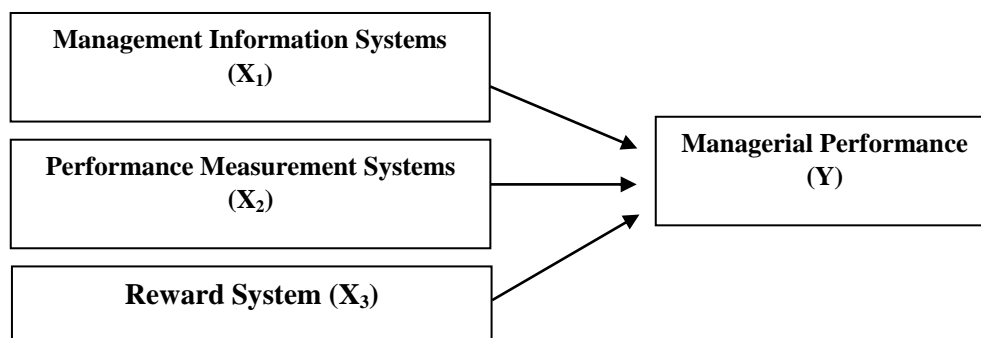 Management Information Systems
(X₁)
Performance Measurement Systems
(X₂)
Reward System (X₃)
Managerial Performance
(Y)